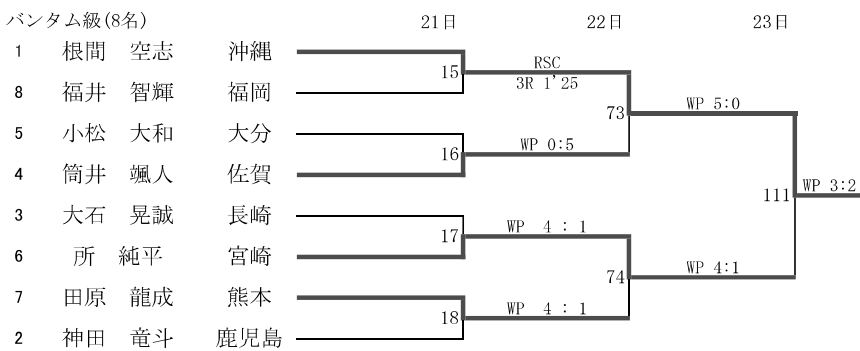 バンタム級(8名) 21日 22日 23日
1 根間 空志 沖縄
15 RSC
3R 1'25
8 福井 智輝 福岡
73 WP 5:0
5 小松 大和 大分
16 WP 0:5
4 筒井 颯人 佐賀
111 WP 3:2
3 大石 晃誠 長崎
17 WP 4 : 1
6 所 純平 宮崎
74 WP 4:1
7 田原 龍成 熊本
18 WP 4 : 1
2 神田 竜斗 鹿児島